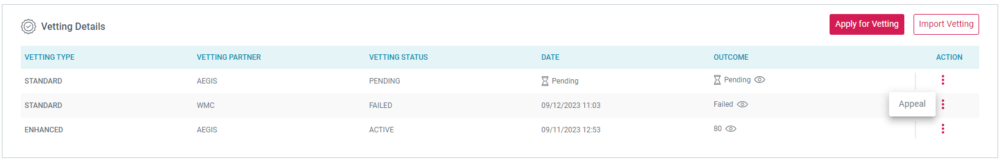 Vetting Details
Apply for Vetting
Import Vetting
VETTING TYPE VETTING PARTNER VETTING STATUS DATE OUTCOME ACTION
STANDARD AEGIS PENDING Pending Pending
STANDARD WMC FAILED 09/12/2023 11:03 Failed Appeal
ENHANCED AEGIS ACTIVE 09/11/2023 12:53 80